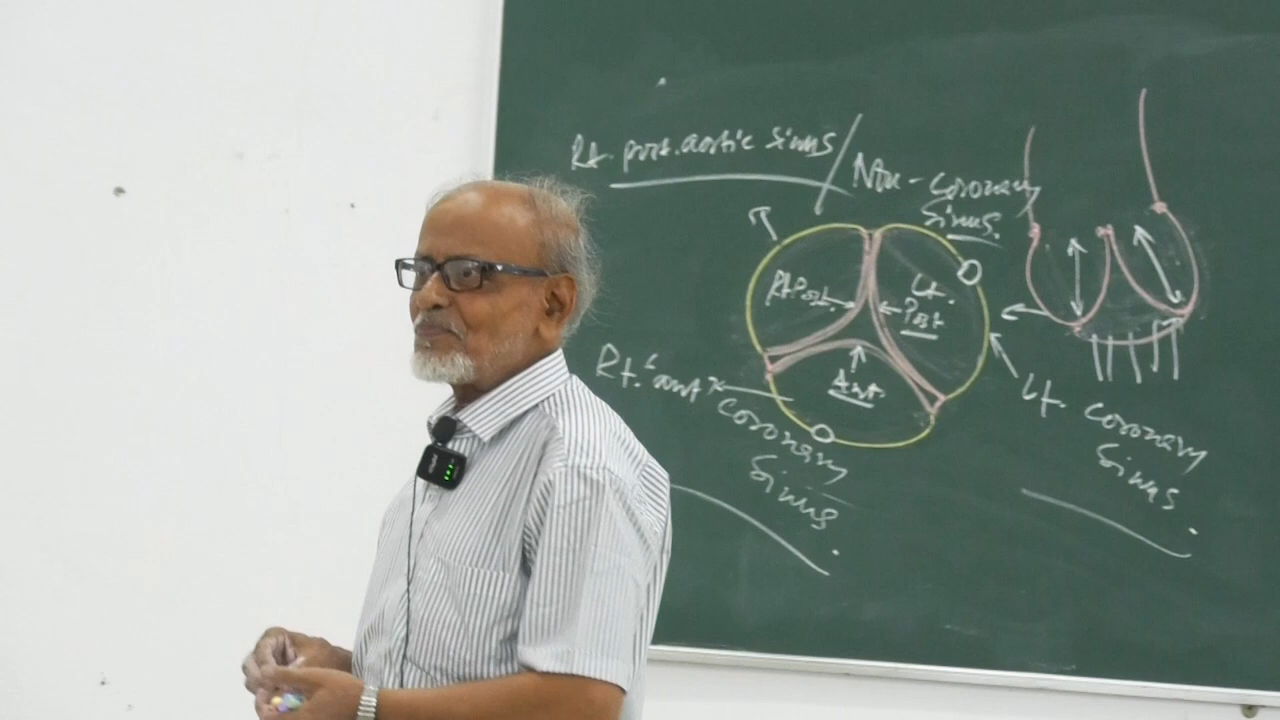 Rt. post. aortic sinus /
Non-coronary
Sinus.
Rt Post.
Lt.
Post
Ant.
Rt. "ant"
coronary
Sinus.
Lt. coronary
Sinus.